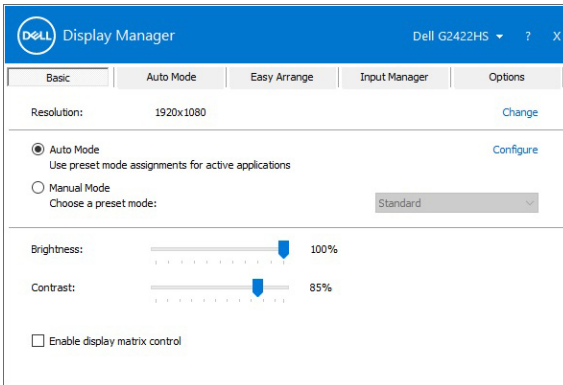 DELL Display Manager Dell G2422HS ? X
Basic Auto Mode Easy Arrange Input Manager Options
Resolution: 1920x1080 Change
Auto Mode Configure
Use preset mode assignments for active applications
Manual Mode
Choose a preset mode: Standard
Brightness: 100%
Contrast: 85%
Enable display matrix control